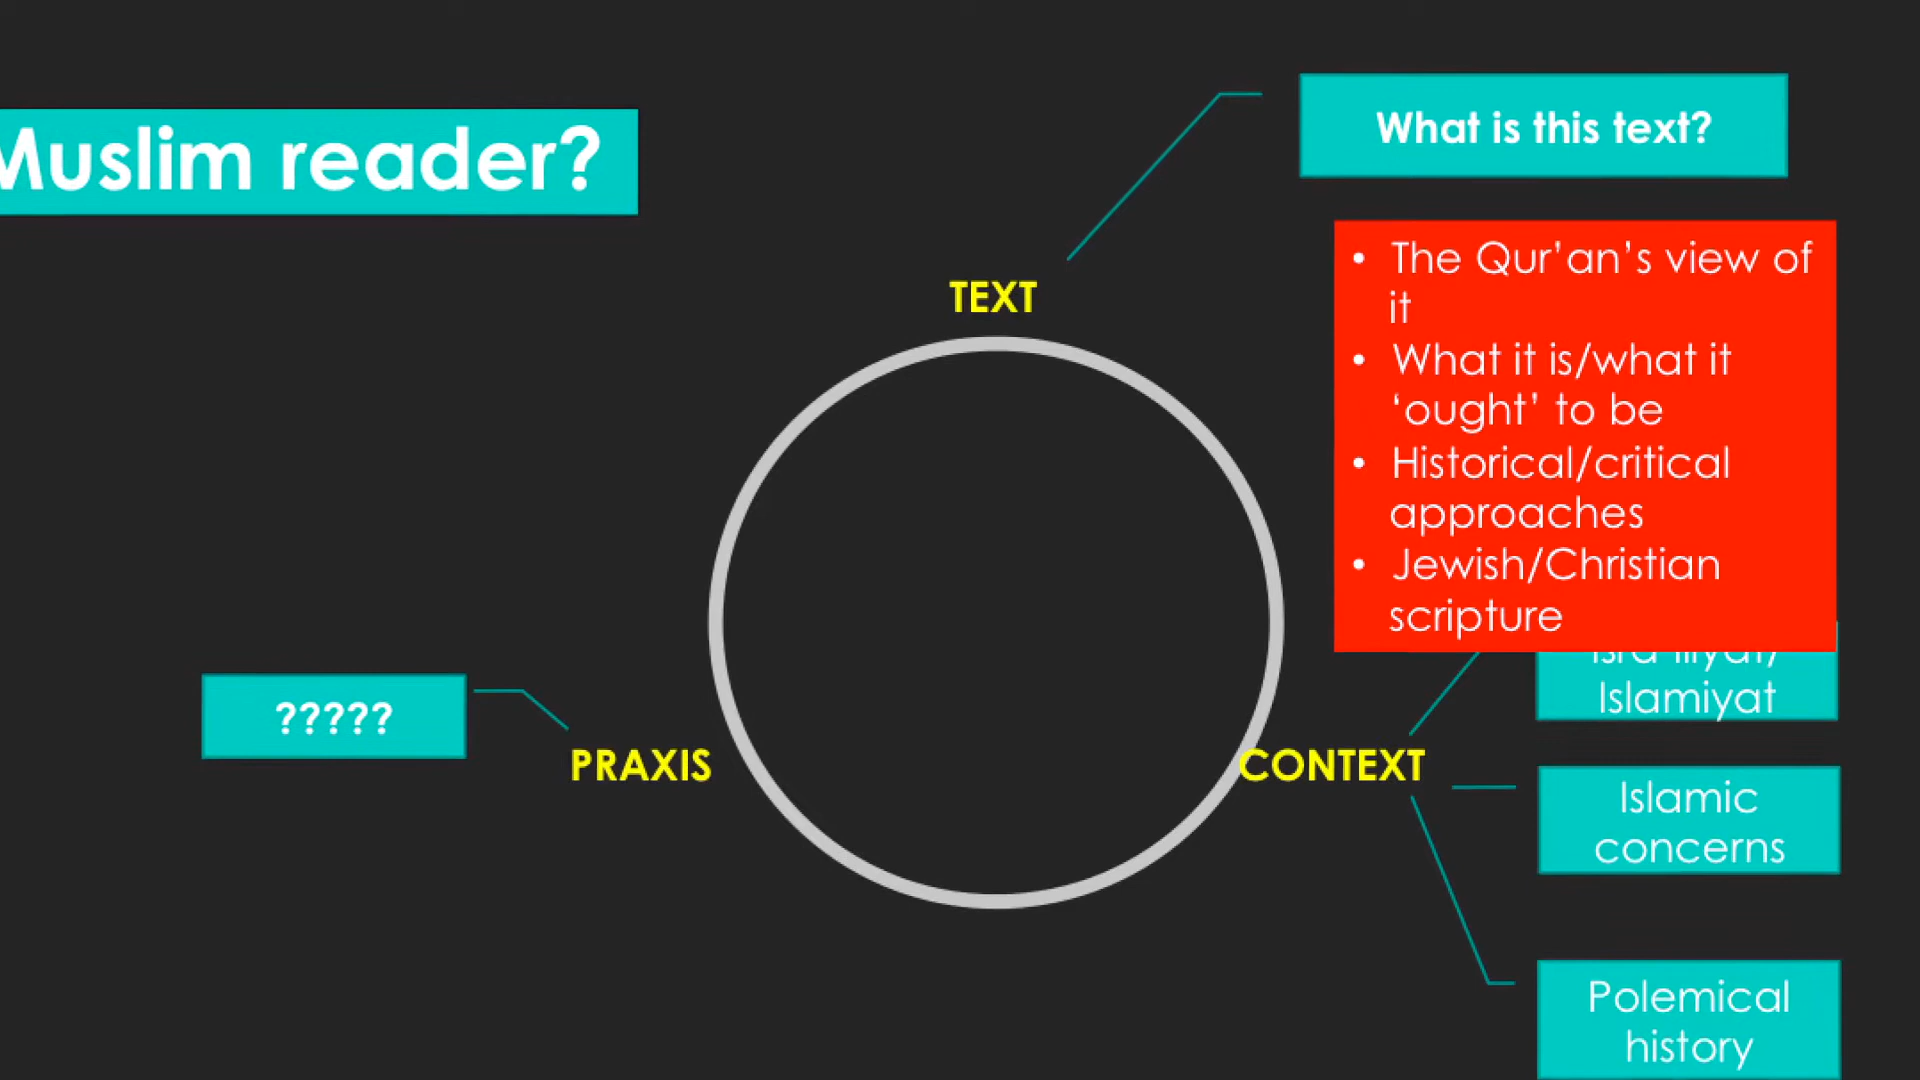 Muslim reader?
What is this text?
• The Qur’an’s view of
it
• What it is/what it
‘ought’ to be
• Historical/critical
approaches
• Jewish/Christian
scripture
TEXT
?????
PRAXIS
CONTEXT
Islamiyat
Islamic
concerns
Polemical
history